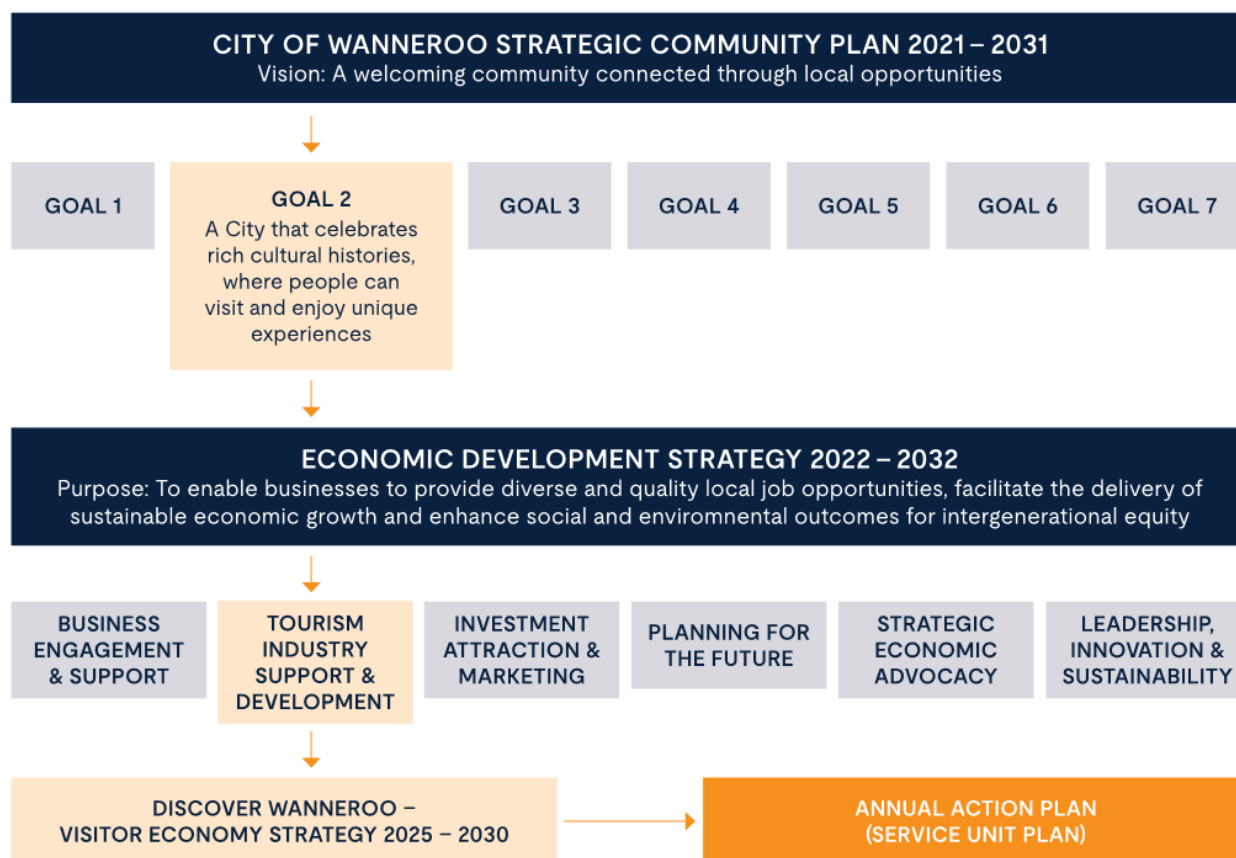 CITY OF WANNEROO STRATEGIC COMMUNITY PLAN 2021 – 2031
Vision: A welcoming community connected through local opportunities
GOAL 1
GOAL 2
A City that celebrates
rich cultural histories,
where people can
visit and enjoy unique
experiences
GOAL 3
GOAL 4
GOAL 5
GOAL 6
GOAL 7
ECONOMIC DEVELOPMENT STRATEGY 2022 – 2032
Purpose: To enable businesses to provide diverse and quality local job opportunities, facilitate the delivery of
sustainable economic growth and enhance social and enviromnental outcomes for intergenerational equity
BUSINESS
ENGAGEMENT
& SUPPORT
TOURISM
INDUSTRY
SUPPORT &
DEVELOPMENT
INVESTMENT
ATTRACTION &
MARKETING
PLANNING FOR
THE FUTURE
STRATEGIC
ECONOMIC
ADVOCACY
LEADERSHIP,
INNOVATION &
SUSTAINABILITY
DISCOVER WANNEROO –
VISITOR ECONOMY STRATEGY 2025 – 2030
ANNUAL ACTION PLAN
(SERVICE UNIT PLAN)